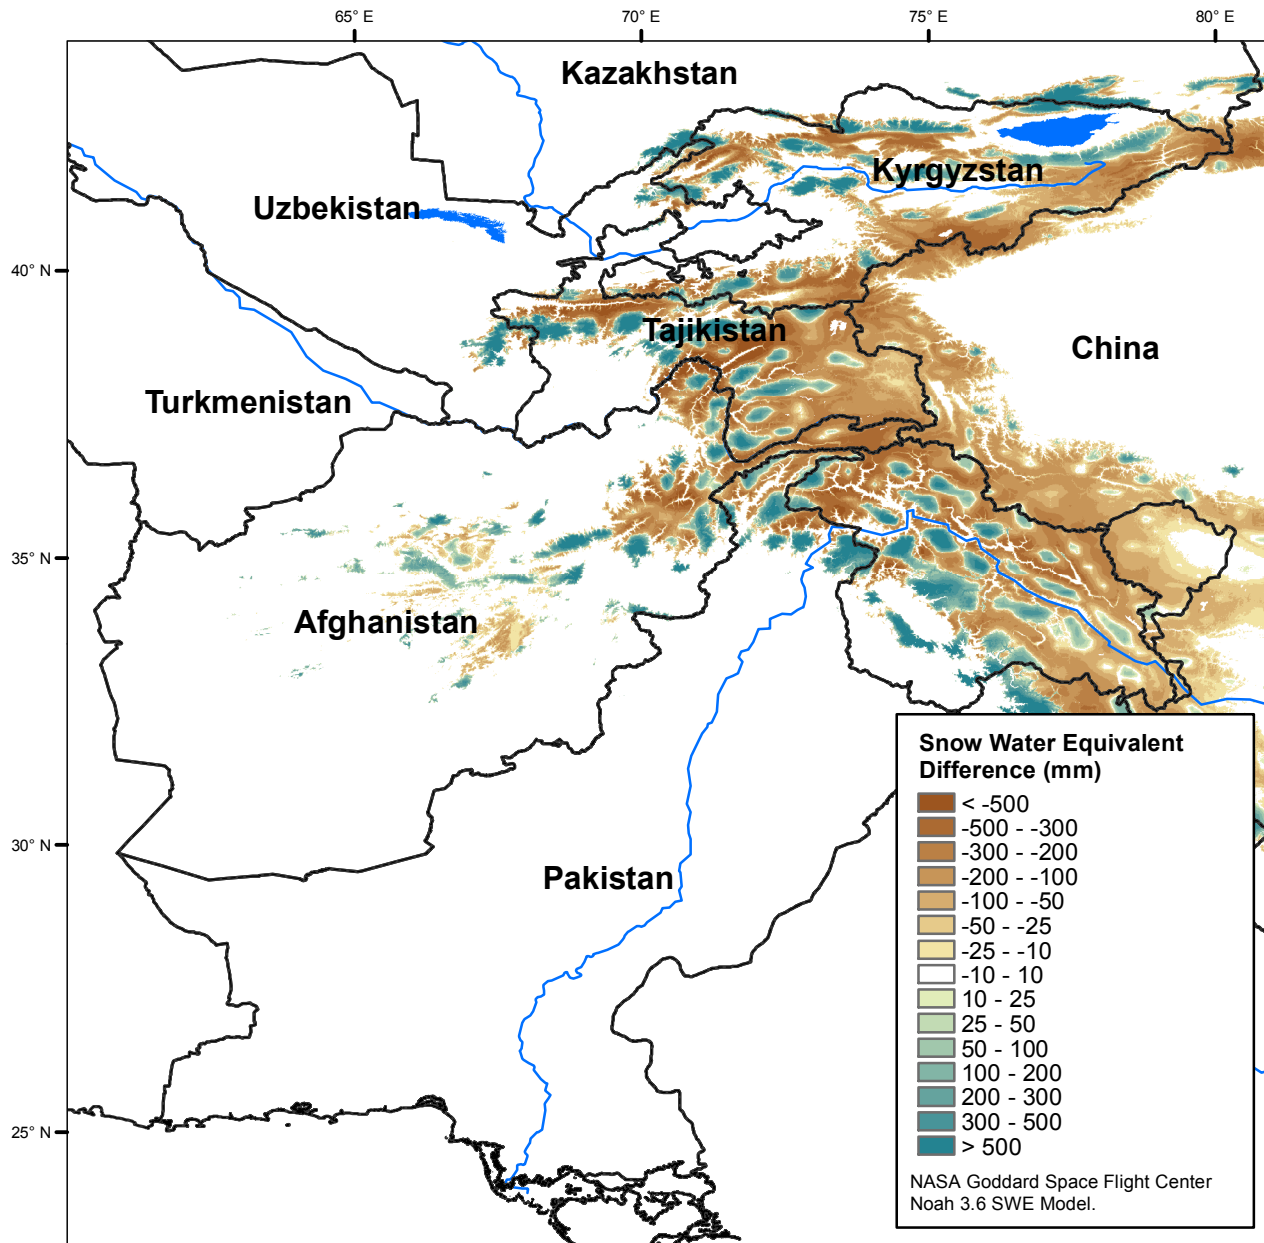 65° E
70° E
75° E
80° E
Kazakhstan
Kyrgyzstan
Uzbekistan
40° N
Tajikistan
China
Turkmenistan
35° N
Afghanistan
30° N
Pakistan
25° N
Snow Water Equivalent
Difference (mm)
< -500
-500 - -300
-300 - -200
-200 - -100
-100 - -50
-50 - -25
-25 - -10
-10 - 10
10 - 25
25 - 50
50 - 100
100 - 200
200 - 300
300 - 500
> 500
NASA Goddard Space Flight Center
Noah 3.6 SWE Model.